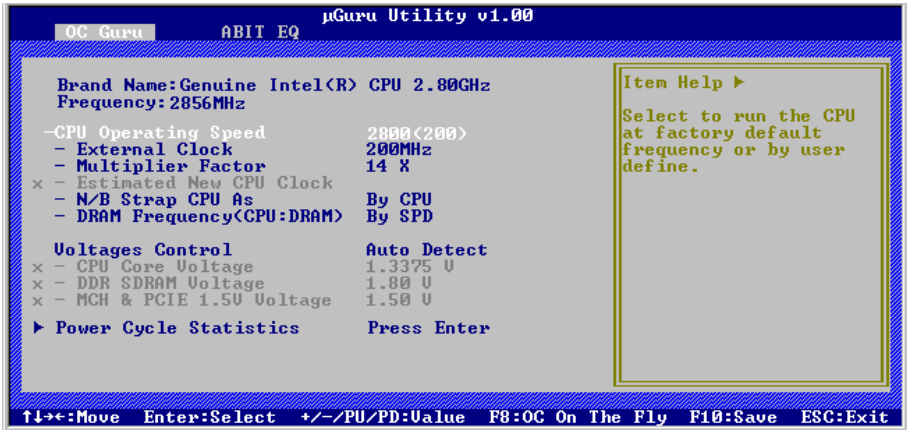 µGuru Utility v1.00
OC Guru ABIT EQ
Brand Name:Genuine Intel(R) CPU 2.80GHz
Frequency:2856MHz
-CPU Operating Speed 2800(200)
- External Clock 200MHz
- Multiplier Factor 14 X
x - Estimated New CPU Clock
- N/B Strap CPU As By CPU
- DRAM Frequency(CPU:DRAM) By SPD
Voltages Control Auto Detect
x - CPU Core Voltage 1.3375 V
x - DDR SDRAM Voltage 1.80 V
x - MCH & PCIE 1.5V Voltage 1.50 V
▶ Power Cycle Statistics Press Enter
Item Help ▶
Select to run the CPU
at factory default
frequency or by user
define.
↑↓→←:Move Enter:Select +/-/PU/PD:Value F8:OC On The Fly F10:Save ESC:Exit